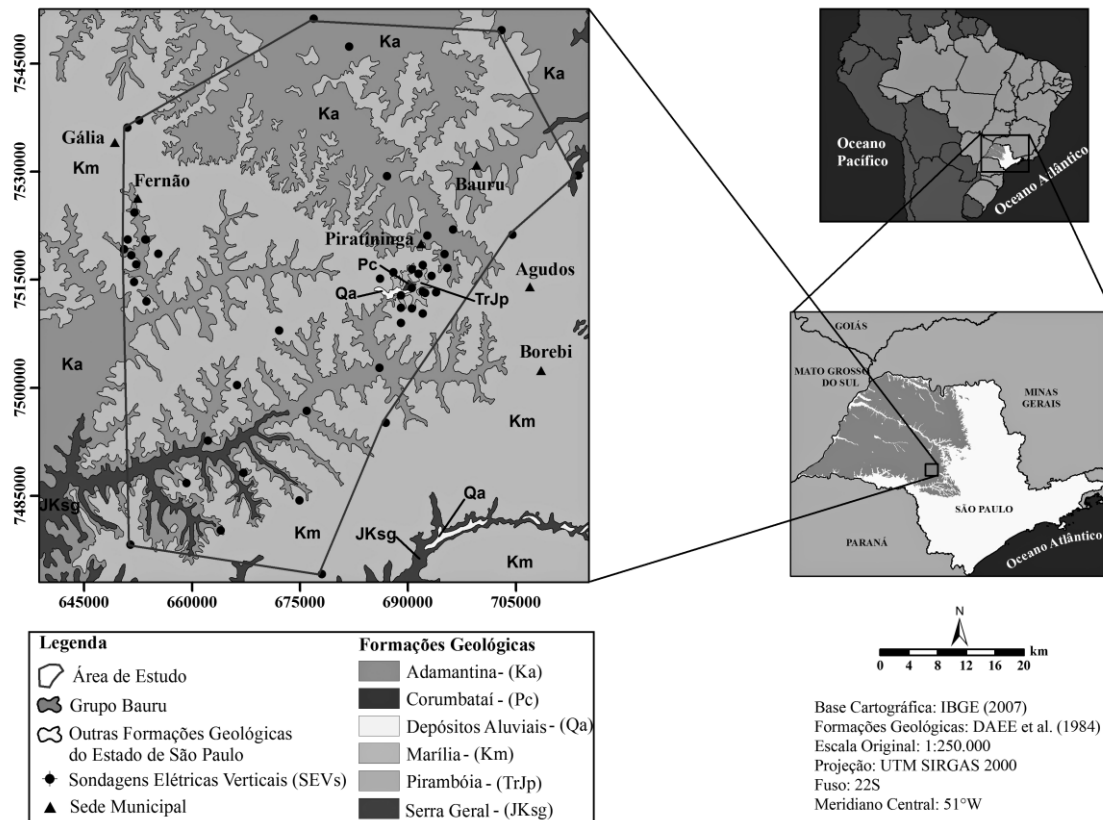 Ka
Ka
Ka
Gália
Km
Fernão
Bauru
Piratininga
Pc
Qa
TrJp
Agudos
Borebi
Ka
Km
Qa
JKsg
JKsg
Km
Km
7545000
7530000
7515000
7500000
7485000
645000
660000
675000
690000
705000
Oceano
Pacífico
Oceano Atlântico
GOIÁS
MATO GROSSO
DO SUL
MINAS
GERAIS
SÃO PAULO
PARANÁ
Oceano Atlântico
N
0 4 8 12 16 20 km
Legenda
Área de Estudo
Grupo Bauru
Outras Formações Geológicas
do Estado de São Paulo
Sondagens Elétricas Verticais (SEVs)
Sede Municipal
Formações Geológicas
Adamantina- (Ka)
Corumbataí - (Pc)
Depósitos Aluviais- (Qa)
Marília - (Km)
Pirambóia - (TrJp)
Serra Geral - (JKsg)
Base Cartográfica: IBGE (2007)
Formações Geológicas: DAEE et al. (1984)
Escala Original: 1:250.000
Projeção: UTM SIRGAS 2000
Fuso: 22S
Meridiano Central: 51°W